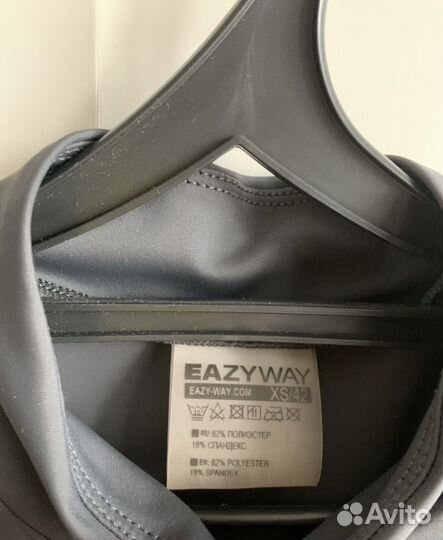 EAZYWAY
EAZY-WAY.COM XS/42
RU: 82% ПОЛИЭСТЕР
18% СПАНДЕКС
EN: 82% POLYESTER
18% SPANDEX
Avito